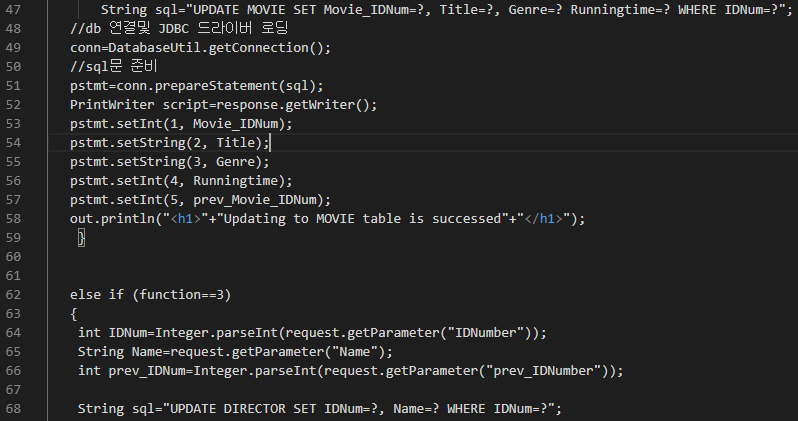 47 String sql="UPDATE MOVIE SET Movie_IDNum=?, Title=?, Genre=? Runningtime=? WHERE IDNum=?";
48 //db 연결및 JDBC 드라이버 로딩
49 conn=DatabaseUtil.getConnection();
50 //sql문 준비
51 pstmt=conn.prepareStatement(sql);
52 PrintWriter script=response.getWriter();
53 pstmt.setInt(1, Movie_IDNum);
54 pstmt.setString(2, Title);
55 pstmt.setString(3, Genre);
56 pstmt.setInt(4, Runningtime);
57 pstmt.setInt(5, prev_Movie_IDNum);
58 out.println("<h1>"+"Updating to MOVIE table is successed"+"</h1>");
59 }
60
61
62 else if (function==3)
63 {
64 int IDNum=Integer.parseInt(request.getParameter("IDNumber"));
65 String Name=request.getParameter("Name");
66 int prev_IDNum=Integer.parseInt(request.getParameter("prev_IDNumber"));
67
68 String sql="UPDATE DIRECTOR SET IDNum=?, Name=? WHERE IDNum=?";